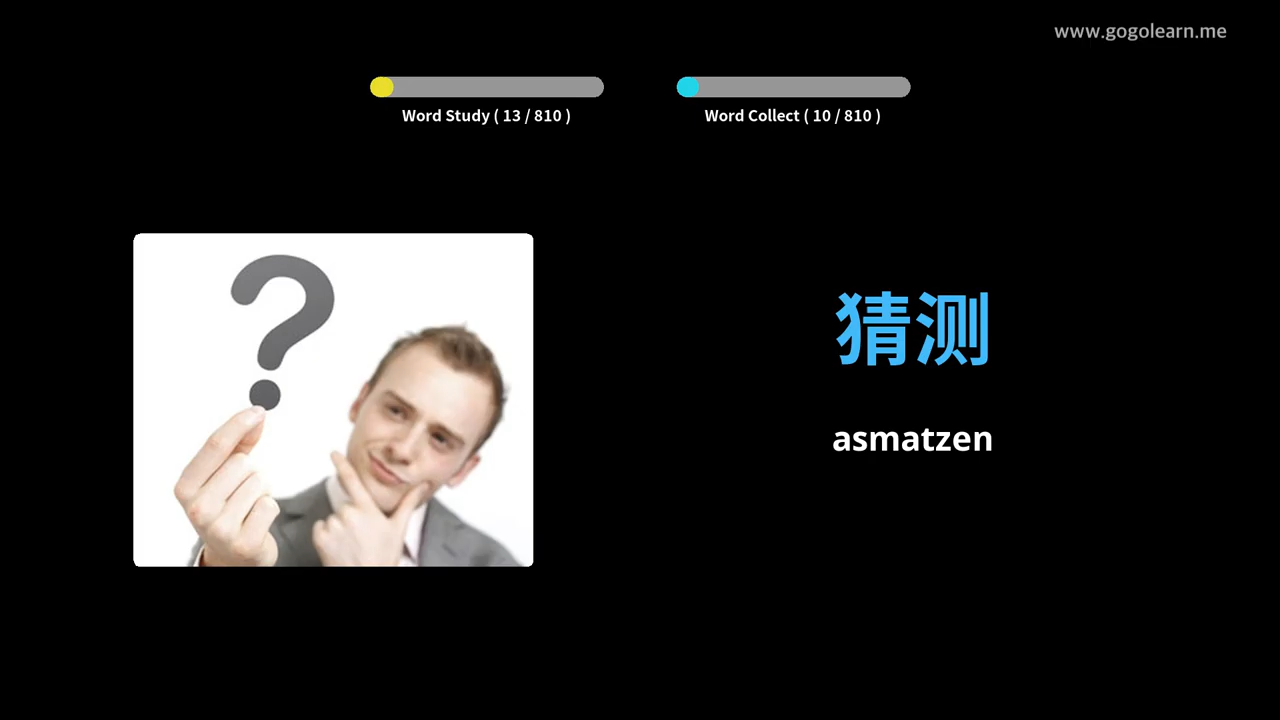 www.gogolearn.me
Word Study ( 13 / 810 )
Word Collect ( 10 / 810 )
?
猜测
asmatzen